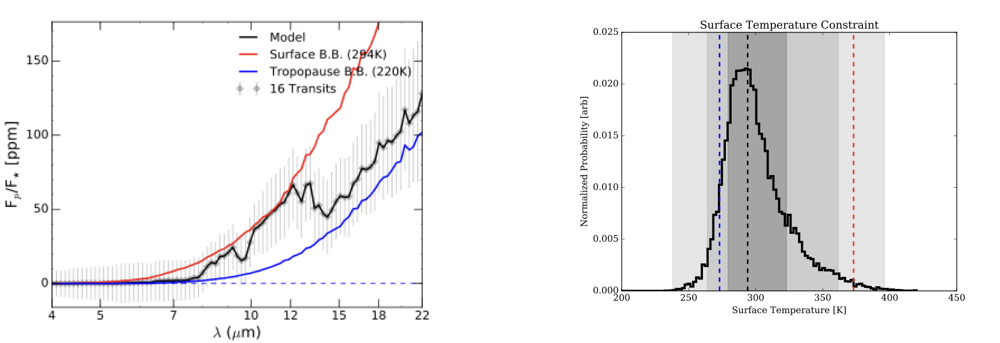 Model
Surface B.B. (294K)
Tropopause B.B. (220K)
16 Transits
150
100
50
0
F_p/F_⋆ [ppm]
4 5 7 10 12 15 18 22
λ (μm)
Surface Temperature Constraint
0.025
0.020
0.015
0.010
0.005
0.000
Normalized Probability [arb]
200 250 300 350 400 450
Surface Temperature [K]